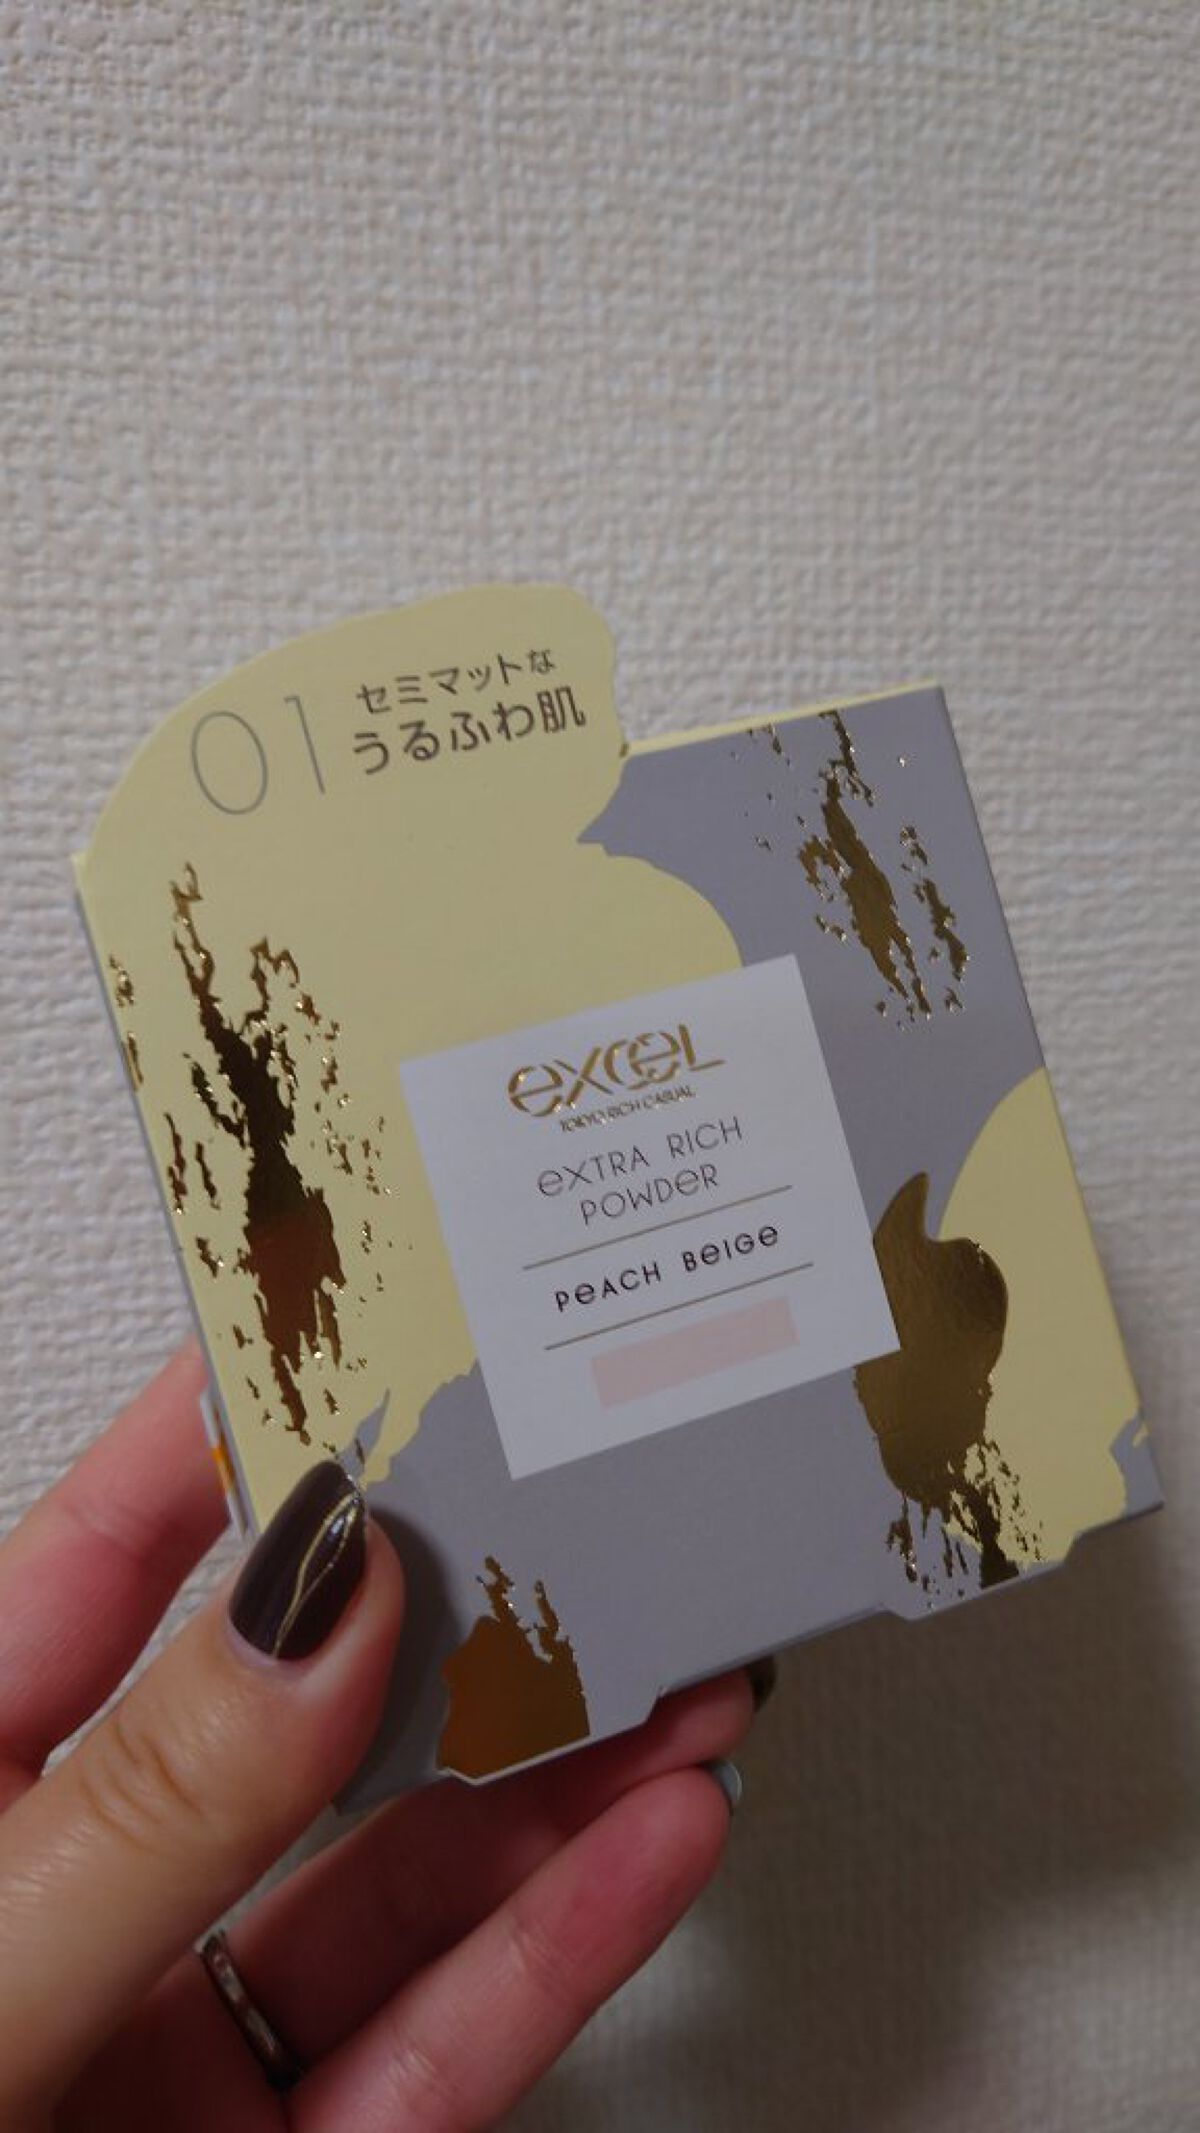 01 セミマットな
うるふわ肌
excel
TOKYO RICH CASUAL
EXTRA RICH
POWDER
PEACH BEIGE